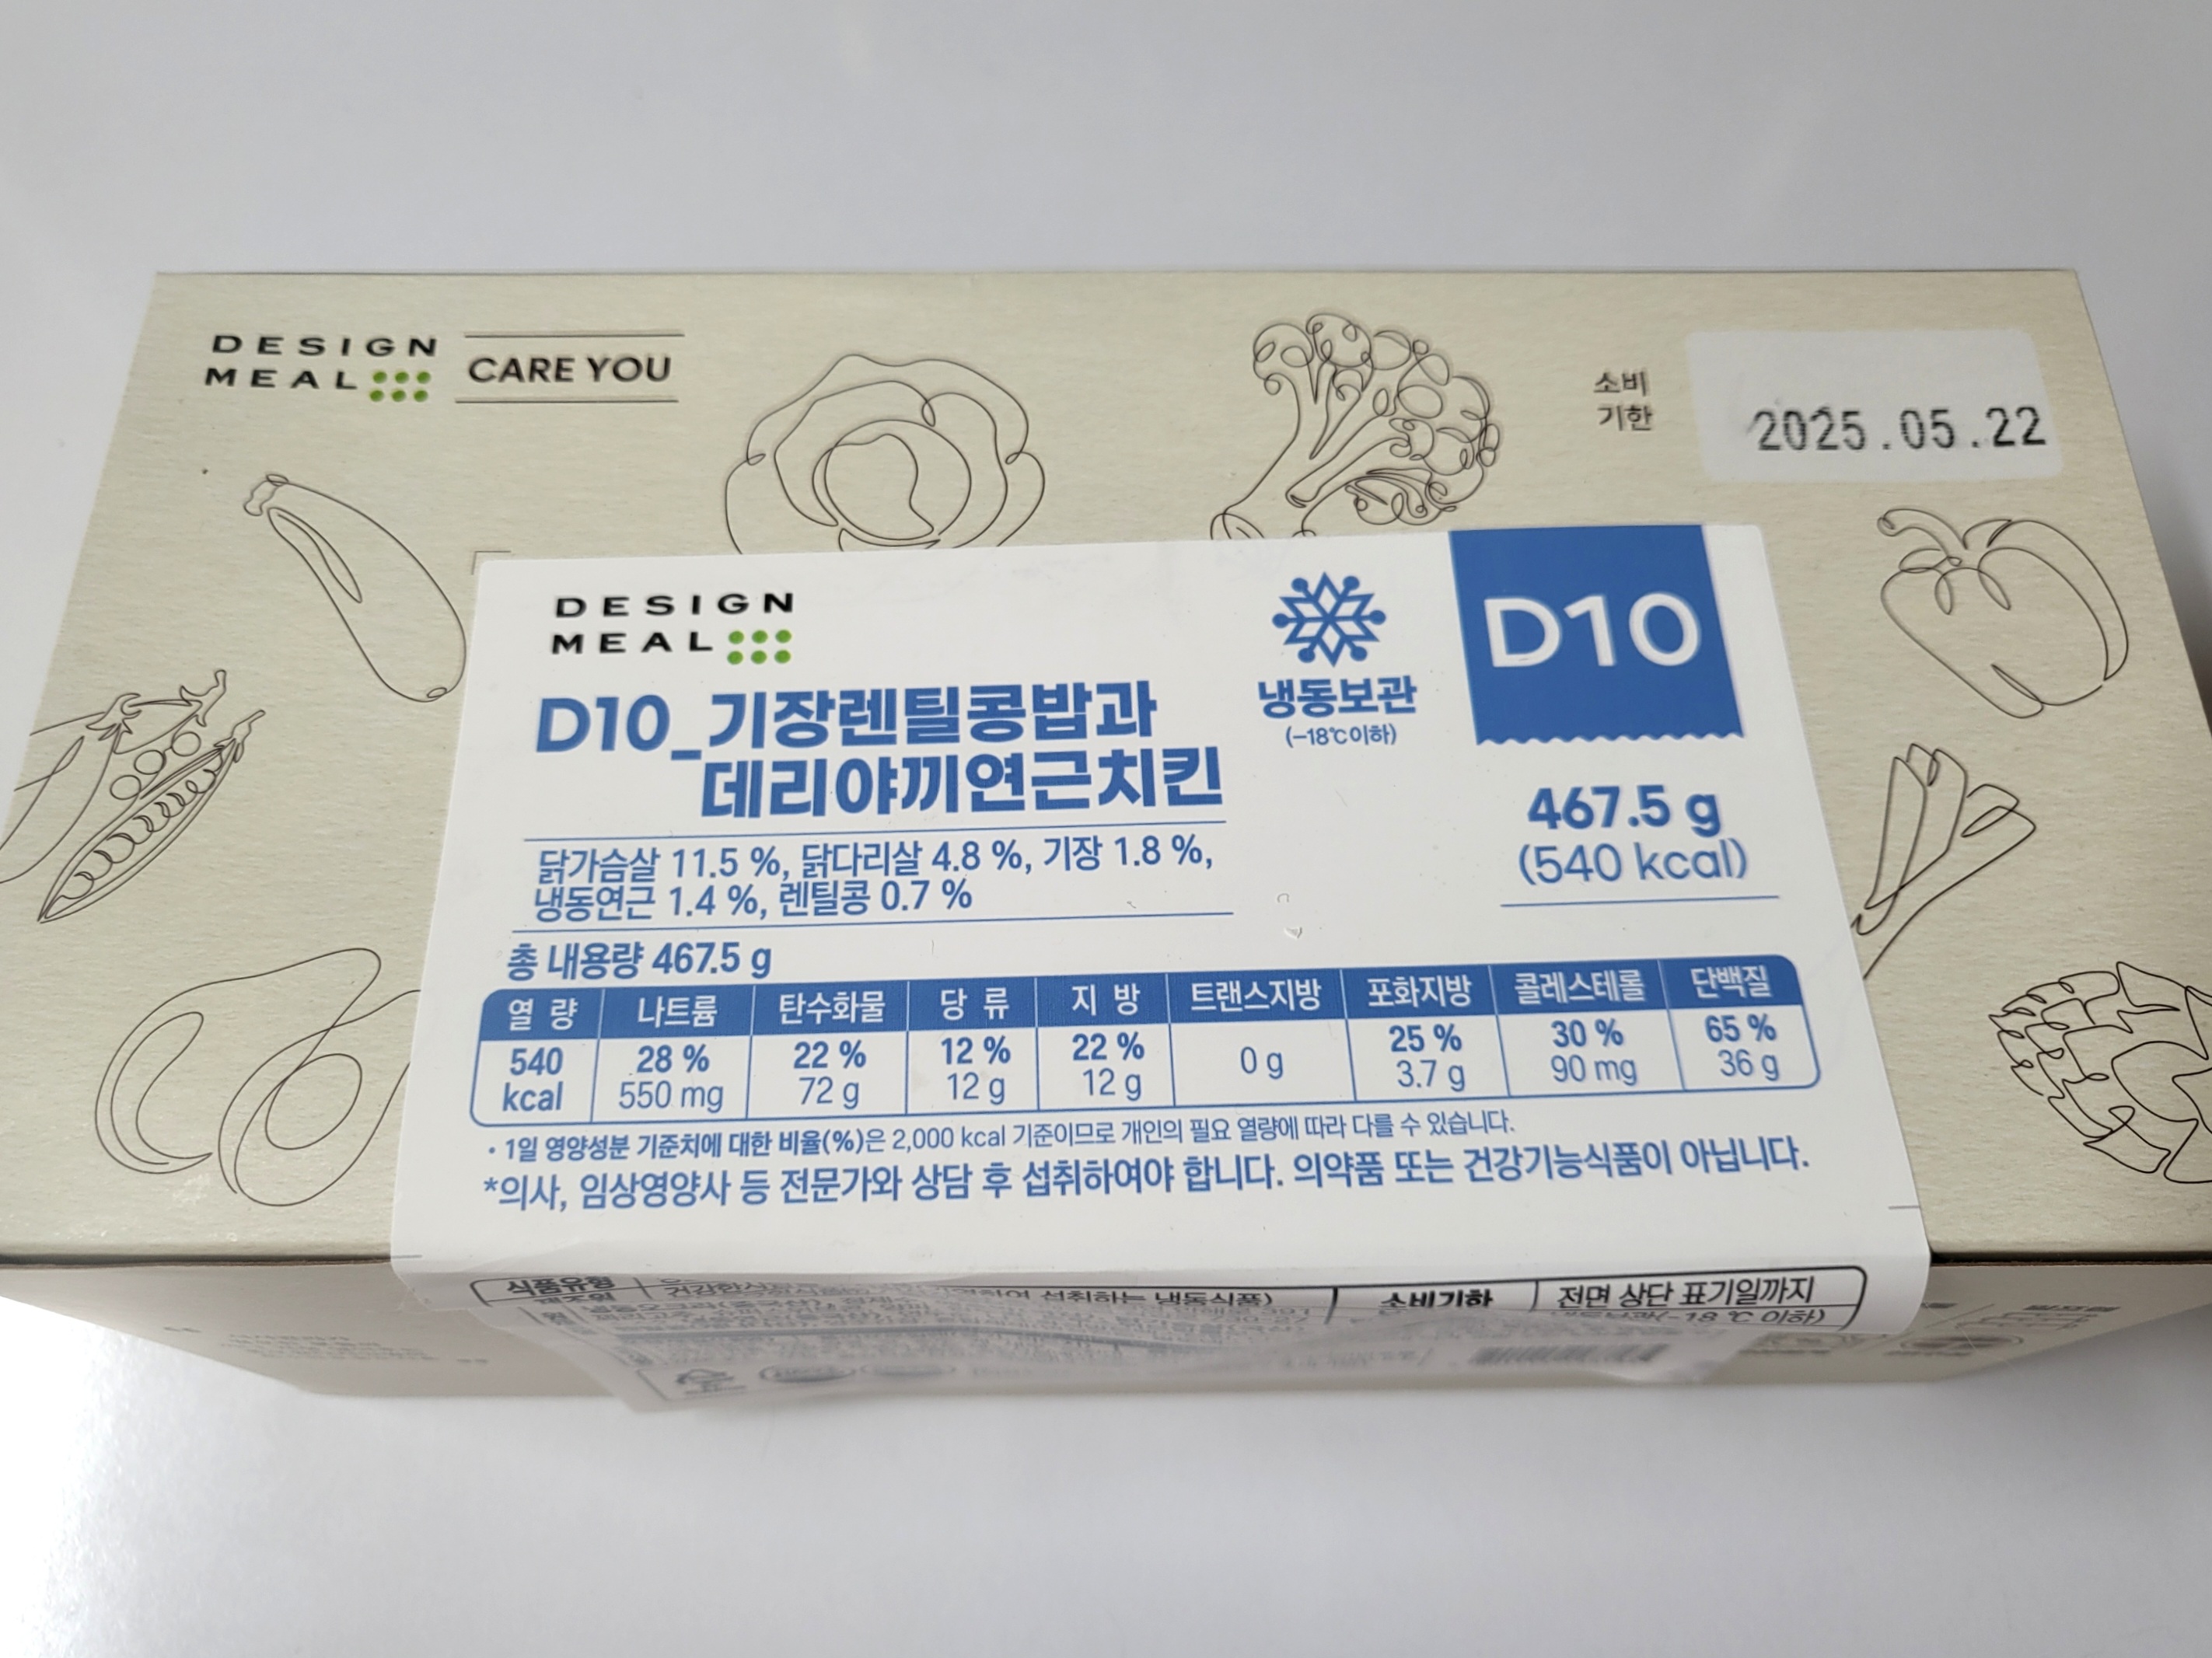 DESIGN
MEAL
CARE YOU
소비
기한
2025.05.22
DESIGN
MEAL
냉동보관
(-18℃이하)
D10
D10_기장렌틸콩밥과
데리야끼연근치킨
467.5 g
(540 kcal)
닭가슴살 11.5 %, 닭다리살 4.8 %, 기장 1.8 %,
냉동연근 1.4 %, 렌틸콩 0.7 %
총 내용량 467.5 g
열 량 나트륨 탄수화물 당 류 지 방 트랜스지방 포화지방 콜레스테롤 단백질
540 28 % 22 % 12 % 22 % 0 g 25 % 30 % 65 %
kcal 550 mg 72 g 12 g 12 g 3.7 g 90 mg 36 g
• 1일 영양성분 기준치에 대한 비율(%)은 2,000 kcal 기준이므로 개인의 필요 열량에 따라 다를 수 있습니다.
*의사, 임상영양사 등 전문가와 상담 후 섭취하여야 합니다. 의약품 또는 건강기능식품이 아닙니다.
식품유형 섭취하는 냉동식품) 소비기한 전면 상단 표기일까지
(-18 ℃ 이하)